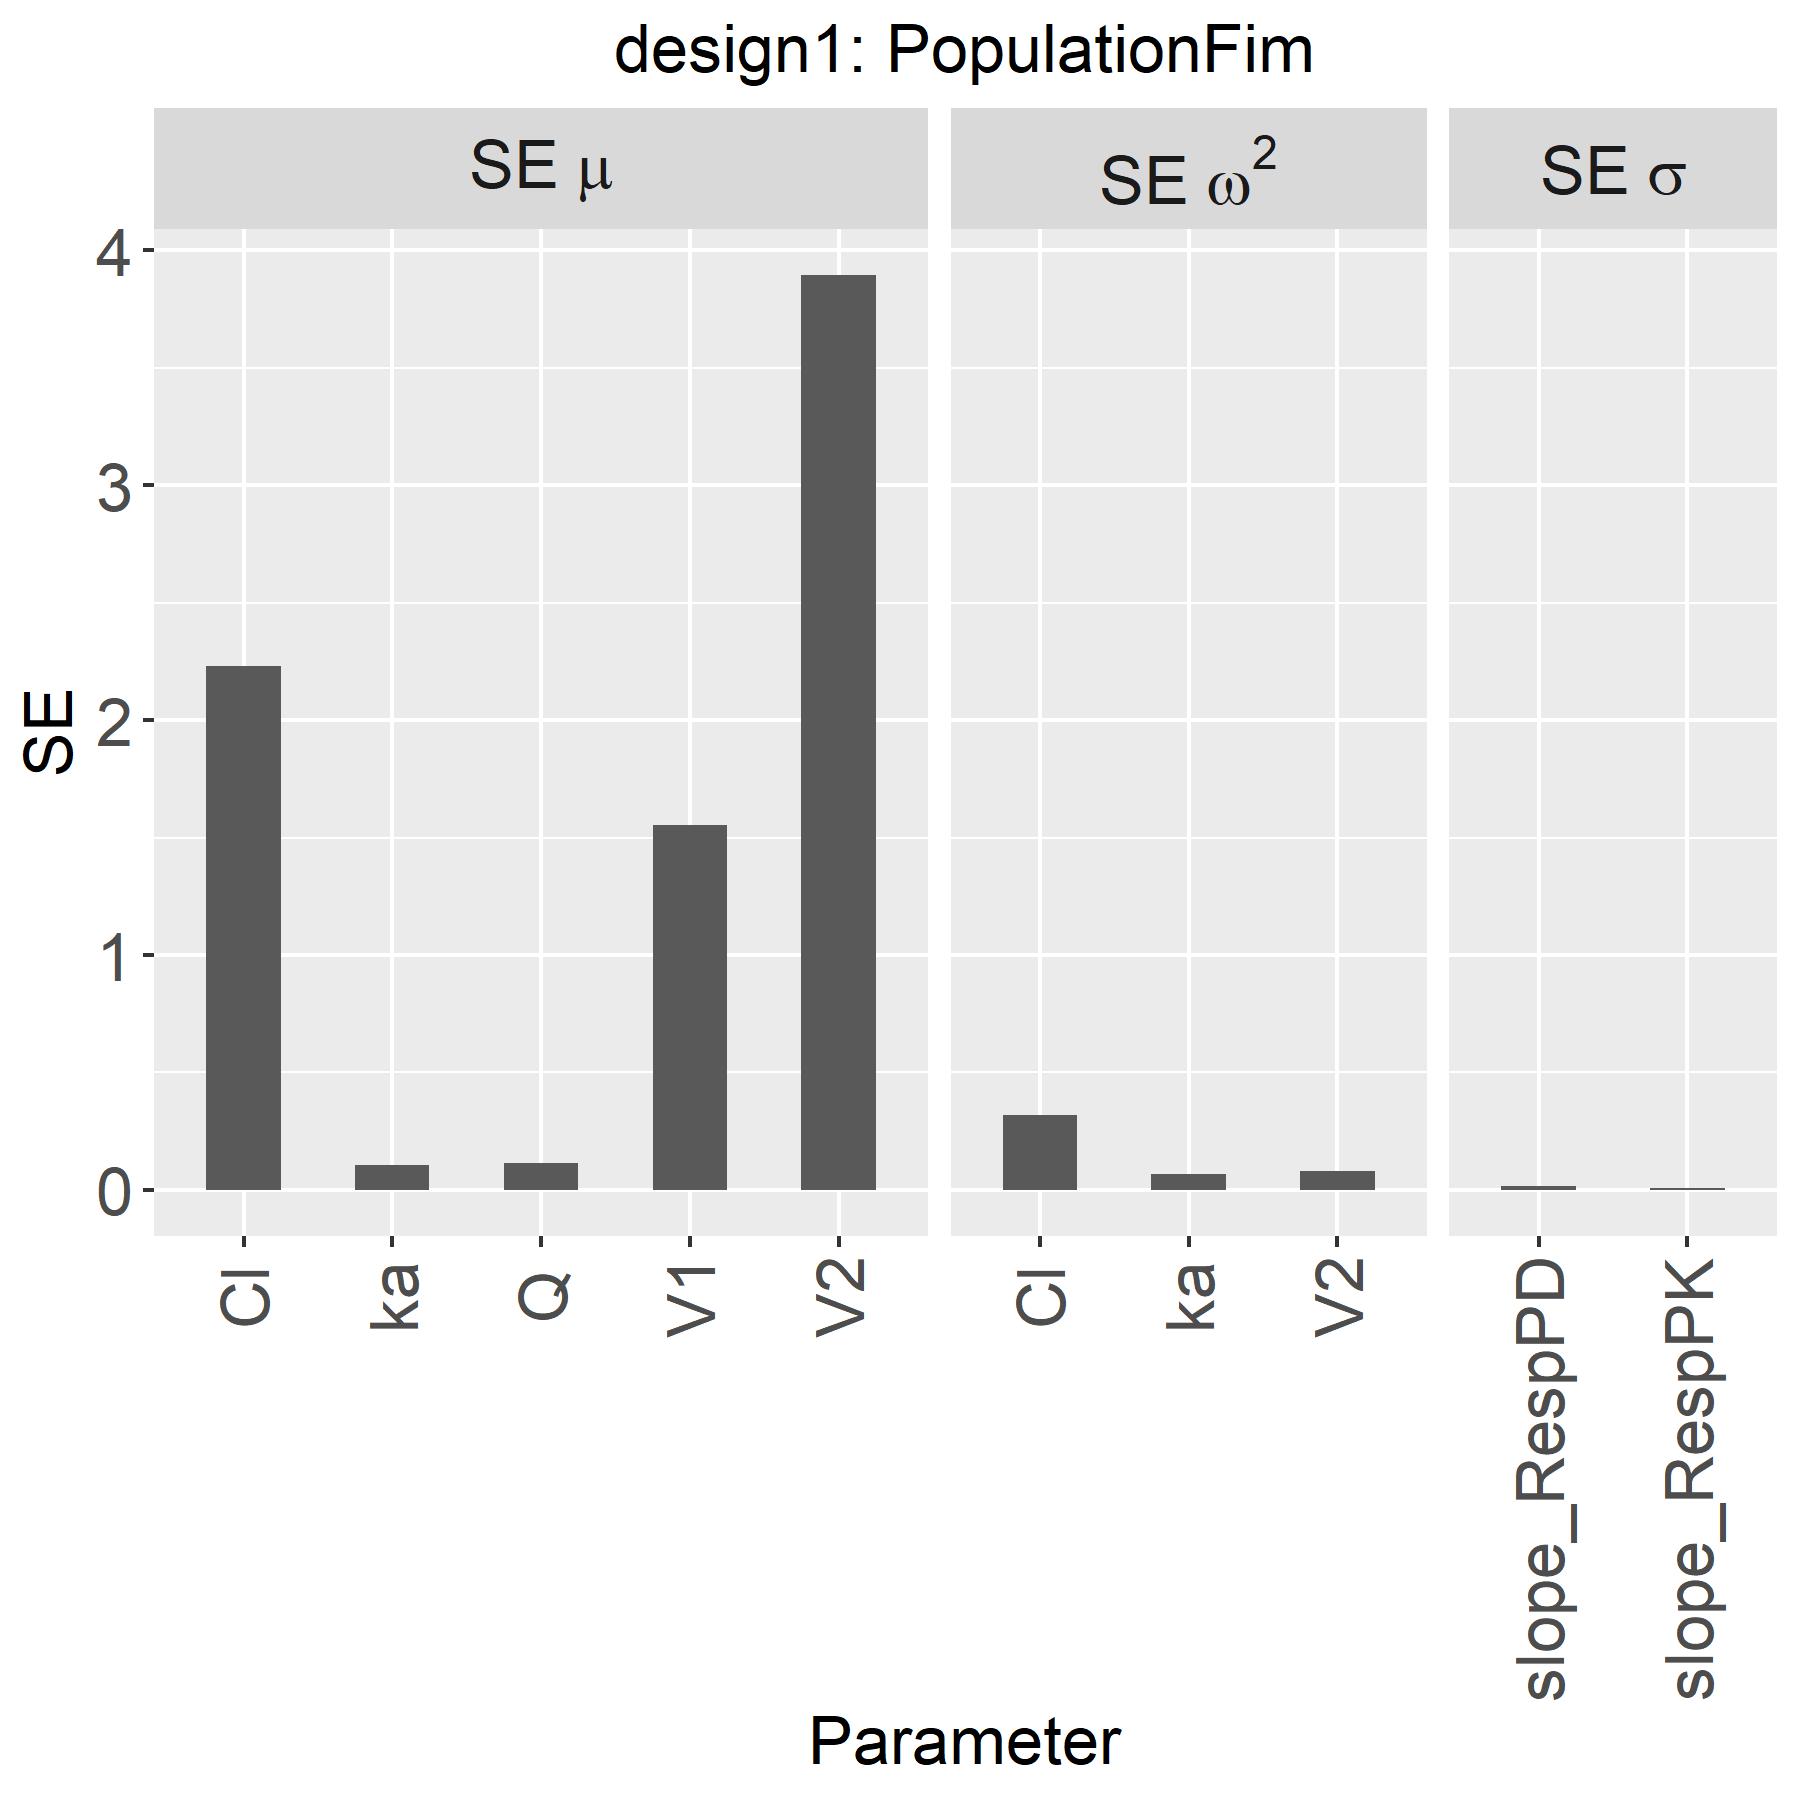 design1: PopulationFim
SE μ
SE ω²
SE σ
SE
4
3
2
1
0
Cl
ka
Q
V1
V2
Cl
ka
V2
slope_RespPD
slope_RespPK
Parameter